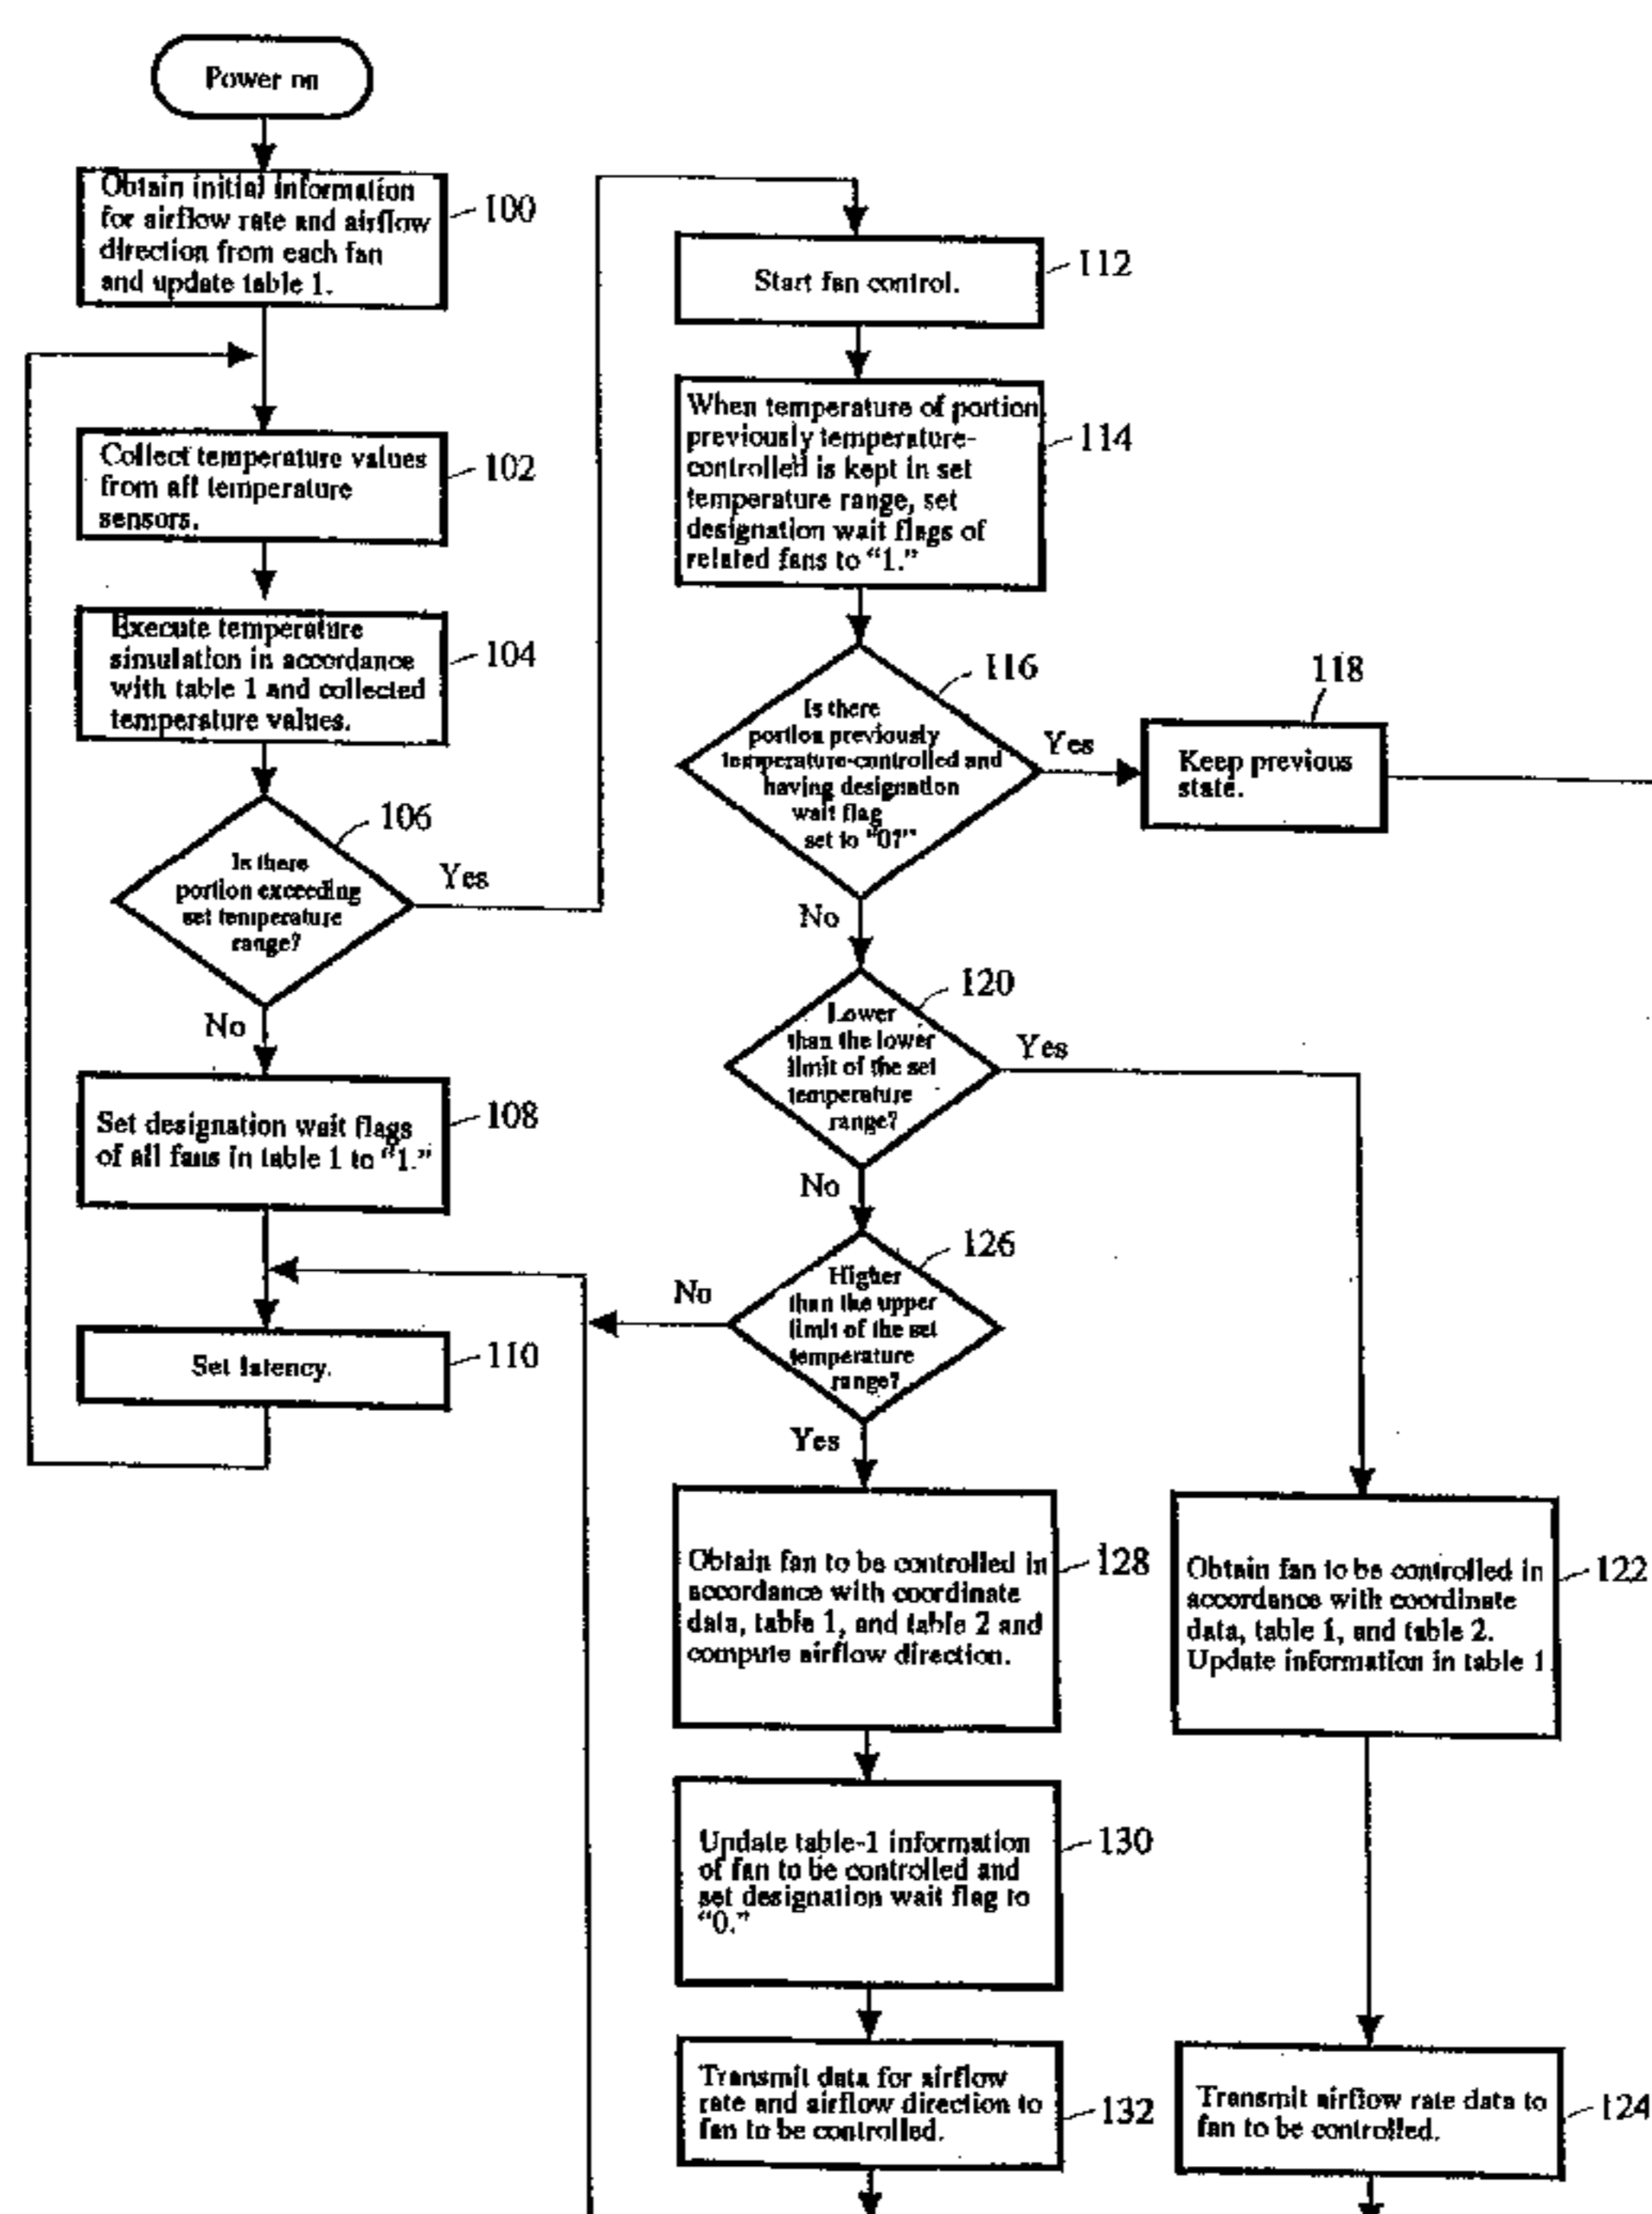 Power on
Obtain initial information
for airflow rate and airflow
direction from each fan
and update table 1.
100
Collect temperature values
from all temperature
sensors.
102
Execute temperature
simulation in accordance
with table 1 and collected
temperature values.
104
106
Is there
portion exceeding
set temperature
range?
Yes
No
Set designation wait flags
of all fans in table 1 to “1.”
108
Set latency.
110
Start fan control.
112
When temperature of portion
previously temperature-
controlled is kept in set
temperature range, set
designation wait flags of
related fans to “1.”
114
116
Is there
portion previously
temperature-controlled and
having designation
wait flag
set to “0?”
Yes
118
Keep previous
state.
No
120
Lower
than the lower
limit of the set
temperature
range?
Yes
No
126
Higher
than the upper
limit of the set
temperature
range?
No
Yes
Obtain fan to be controlled in
accordance with coordinate
data, table 1, and table 2 and
compute airflow direction.
128
Obtain fan to be controlled in
accordance with coordinate
data, table 1, and table 2.
Update information in table 1.
122
Update table-1 information
of fan to be controlled and
set designation wait flag to
“0.”
130
Transmit data for airflow
rate and airflow direction to
fan to be controlled.
132
Transmit airflow rate data to
fan to be controlled.
124